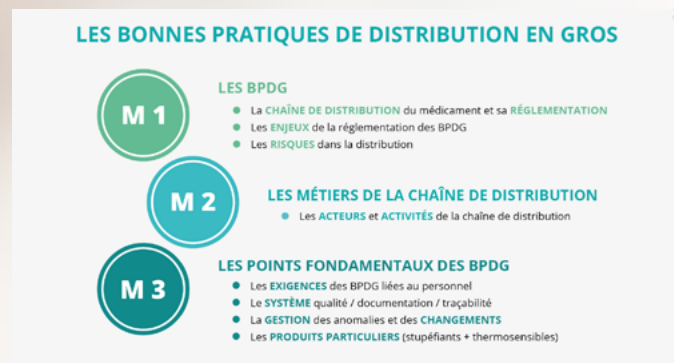 LES BONNES PRATIQUES DE DISTRIBUTION EN GROS
M 1
LES BPDG
La CHAÎNE DE DISTRIBUTION du médicament et sa RÉGLEMENTATION
Les ENJEUX de la réglementation des BPDG
Les RISQUES dans la distribution
M 2
LES MÉTIERS DE LA CHAÎNE DE DISTRIBUTION
Les ACTEURS et ACTIVITÉS de la chaîne de distribution
M 3
LES POINTS FONDAMENTAUX DES BPDG
Les EXIGENCES des BPDG liées au personnel
Le SYSTÈME qualité / documentation / traçabilité
La GESTION des anomalies et des CHANGEMENTS
Les PRODUITS PARTICULIERS (stupéfiants + thermosensibles)